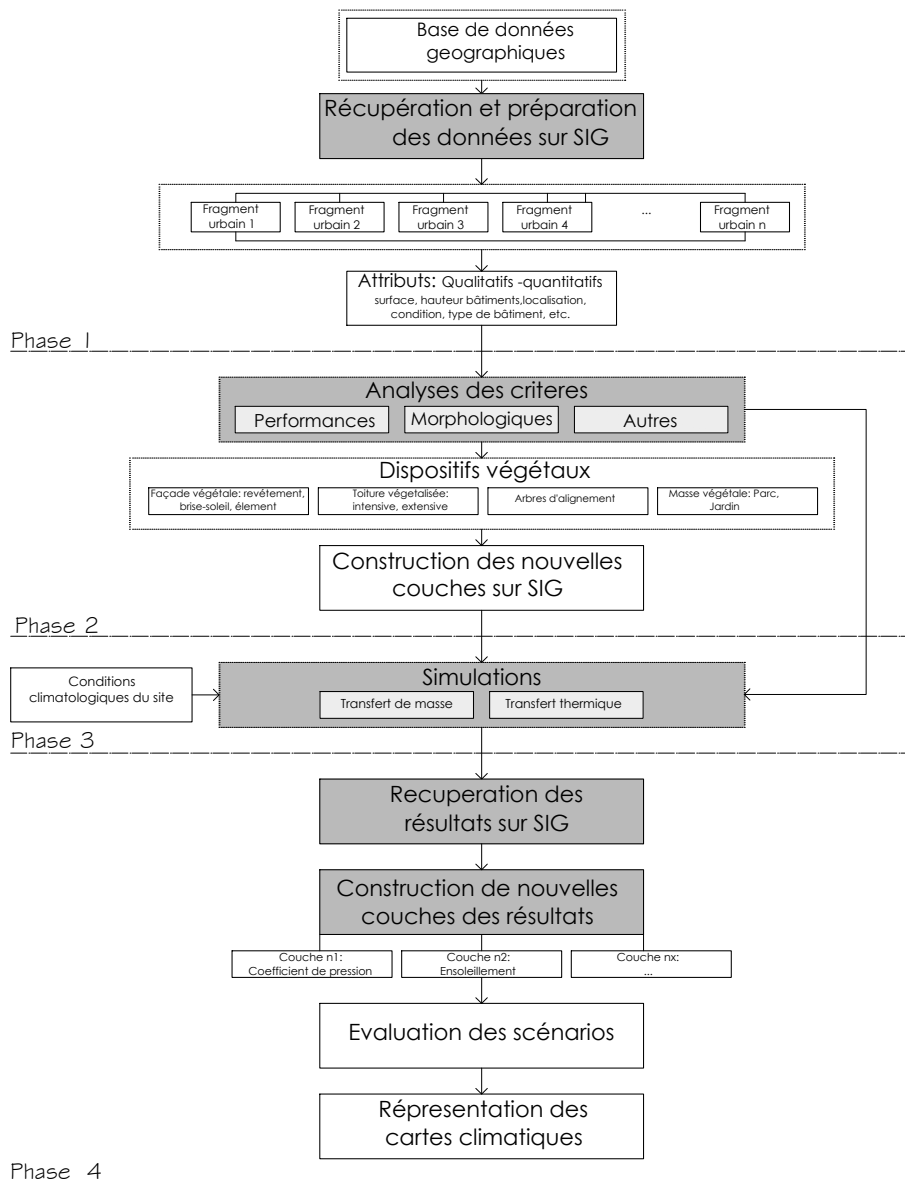 Base de données
geographiques
Récupération et préparation
des données sur SIG
Fragment
urbain 1
Fragment
urbain 2
Fragment
urbain 3
Fragment
urbain 4
...
Fragment
urbain n
Attributs: Qualitatifs -quantitatifs
surface, hauteur bâtiments,localisation,
condition, type de bâtiment, etc.
Phase 1
Analyses des criteres
Performances
Morphologiques
Autres
Dispositifs végétaux
Façade végétale: revétement,
brise-soleil, élement
Toiture végetalisée:
intensive, extensive
Arbres d'alignement
Masse végétale: Parc,
Jardin
Construction des nouvelles
couches sur SIG
Phase 2
Conditions
climatologiques du site
Simulations
Transfert de masse
Transfert thermique
Phase 3
Recuperation des
résultats sur SIG
Construction de nouvelles
couches des résultats
Couche n1:
Coefficient de pression
Couche n2:
Ensoleillement
Couche nx:
...
Evaluation des scénarios
Répresentation des
cartes climatiques
Phase 4